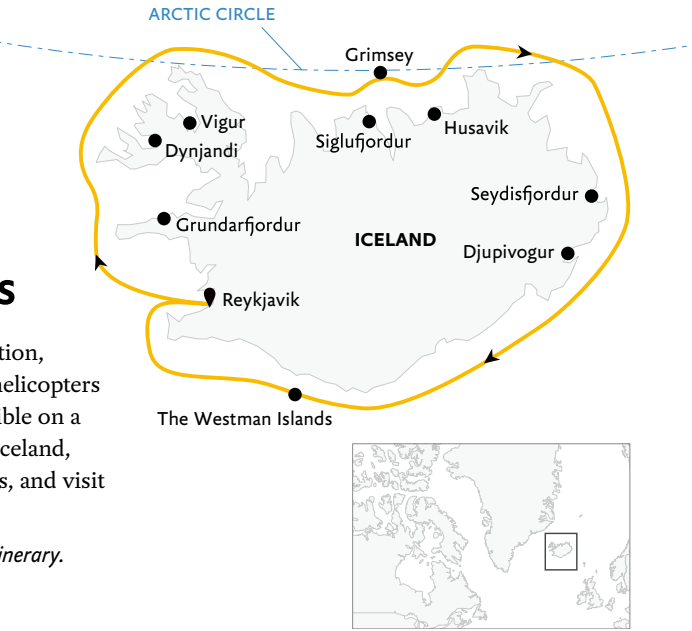 ARCTIC CIRCLE
Grimsey
Vigur
Husavik
Siglufjordur
Dynjandi
Seydisfjordur
Grundarfjordur
ICELAND
Djupivogur
s
Reykjavik
tion,
helicopters
ible on a
The Westman Islands
celand,
s, and visit
inerary.